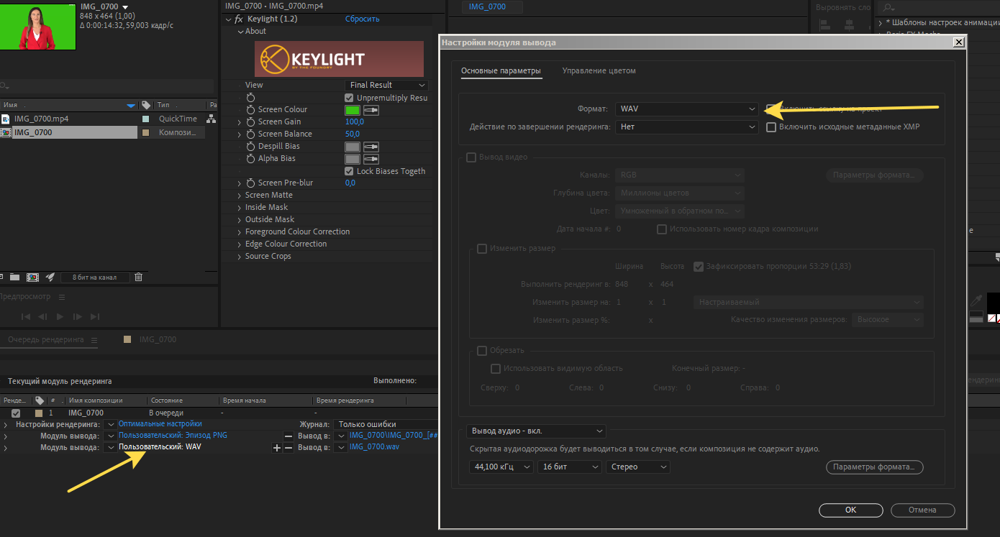 IMG_0700
848 x 464 (1,00)
Δ 0:00:14:32, 59,003 кадр/с
Имя
Тип
Ра
IMG_0700.mp4
QuickTime
IMG_0700
Компози...
8 бит на канал
Предпросмотр
IMG_0700 • IMG_0700.mp4
fx Keylight (1.2)
Сбросить
About
KEYLIGHT
BY THE FOUNDRY
View
Final Result
Unpremultiply Resu
Screen Colour
Screen Gain
100,0
Screen Balance
50,0
Despill Bias
Alpha Bias
Lock Biases Togeth
Screen Pre-blur
0,0
Screen Matte
Inside Mask
Outside Mask
Foreground Colour Correction
Edge Colour Correction
Source Crops
IMG_0700
Выровнять сло
* Шаблоны настроек анимации
Boris FX Mocha
Настройки модуля вывода
Основные параметры
Управление цветом
Формат:
WAV
Включить ссылку на проект
Действие по завершении рендеринга:
Нет
Включить исходные метаданные XMP
Вывод видео
Каналы:
RGB
Параметры формата...
Глубина цвета:
Миллионы цветов
Цвет:
Умноженный в обратном по...
Дата начала #:
0
Использовать номер кадра композиции
Изменить размер
Ширина
Высота
Зафиксировать пропорции 53:29 (1,83)
Выполнить рендеринг в:
848
x
464
Изменить размер на:
1
x
1
Настраиваемый
Изменить размер %:
x
Качество изменения размеров:
Высокое
Обрезать
Использовать видимую область
Конечный размер: -
Сверху:
0
Слева:
0
Снизу:
0
Справа:
0
Вывод аудио - вкл.
Скрытая аудиодорожка будет выводиться в том случае, если композиция не содержит аудио.
44,100 кГц
16 бит
Стерео
Параметры формата...
OK
Отмена
Очередь рендеринга
IMG_0700
Текущий модуль рендеринга
Выполнено:
Ренде...
#
Имя композиции
Состояние
Время начала
Время рендеринга
1
IMG_0700
В очереди
-
-
Настройки рендеринга:
Оптимальные настройки
Журнал:
Только ошибки
Модуль вывода:
Пользовательский: Эпизод PNG
Вывод в:
IMG_0700\IMG_0700_[##
Модуль вывода:
Пользовательский: WAV
Вывод в:
IMG_0700.wav